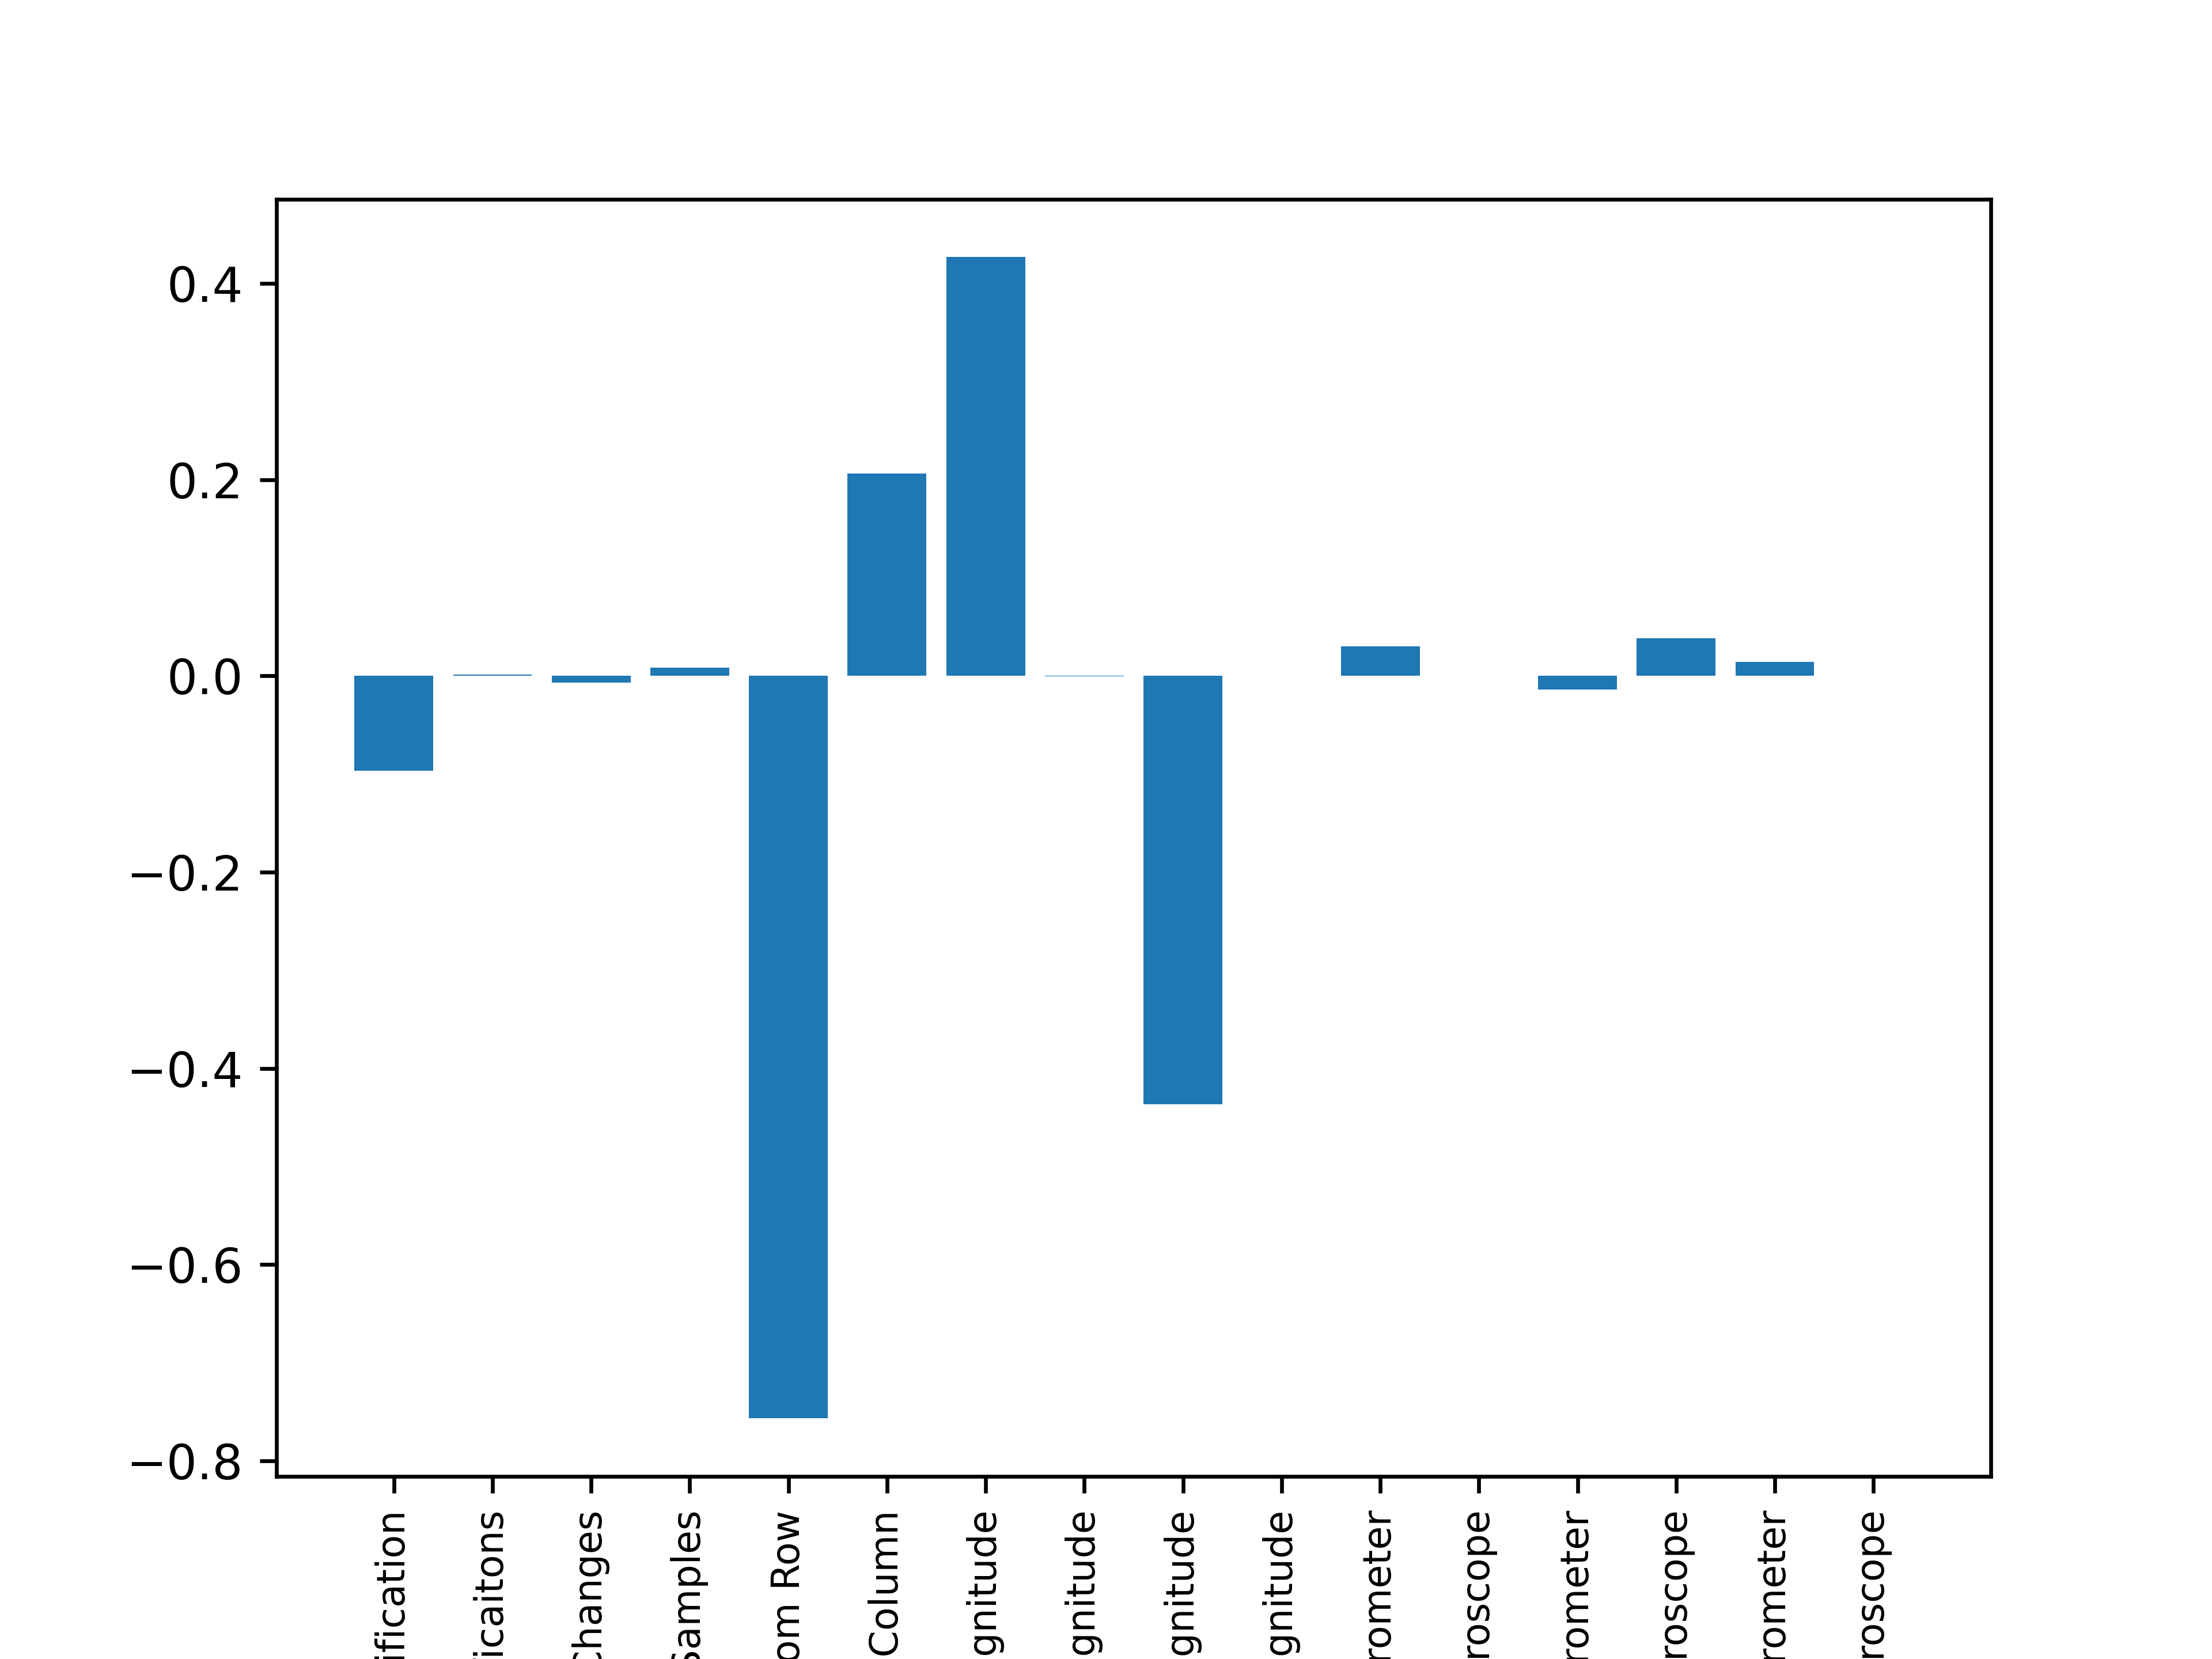 0.4
0.2
0.0
−0.2
−0.4
−0.6
−0.8
ification
icaitons
hanges
Samples
om Row
Column
gnitude
gnitude
gnitude
gnitude
rometer
roscope
rometer
roscope
rometer
roscope